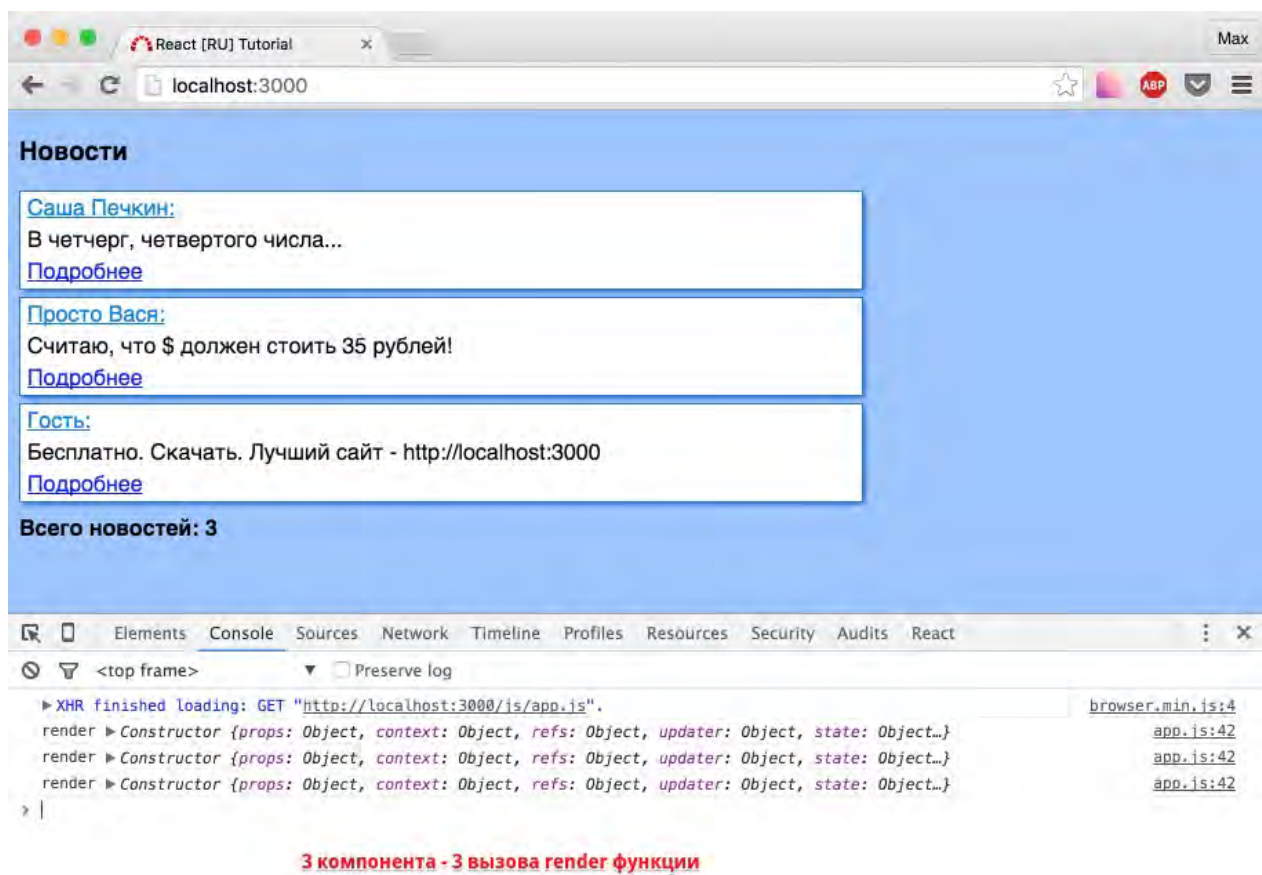 React [RU] Tutorial
Max
localhost:3000
ABP
Новости
Саша Печкин:
В четверг, четвертого числа...
Подробнее
Просто Вася:
Считаю, что $ должен стоить 35 рублей!
Подробнее
Гость:
Бесплатно. Скачать. Лучший сайт - http://localhost:3000
Подробнее
Всего новостей: 3
Elements Console Sources Network Timeline Profiles Resources Security Audits React
<top frame> Preserve log
XHR finished loading: GET "http://localhost:3000/js/app.js". browser.min.js:4
render Constructor {props: Object, context: Object, refs: Object, updater: Object, state: Object…} app.js:42
render Constructor {props: Object, context: Object, refs: Object, updater: Object, state: Object…} app.js:42
render Constructor {props: Object, context: Object, refs: Object, updater: Object, state: Object…} app.js:42
3 компонента - 3 вызова render функции